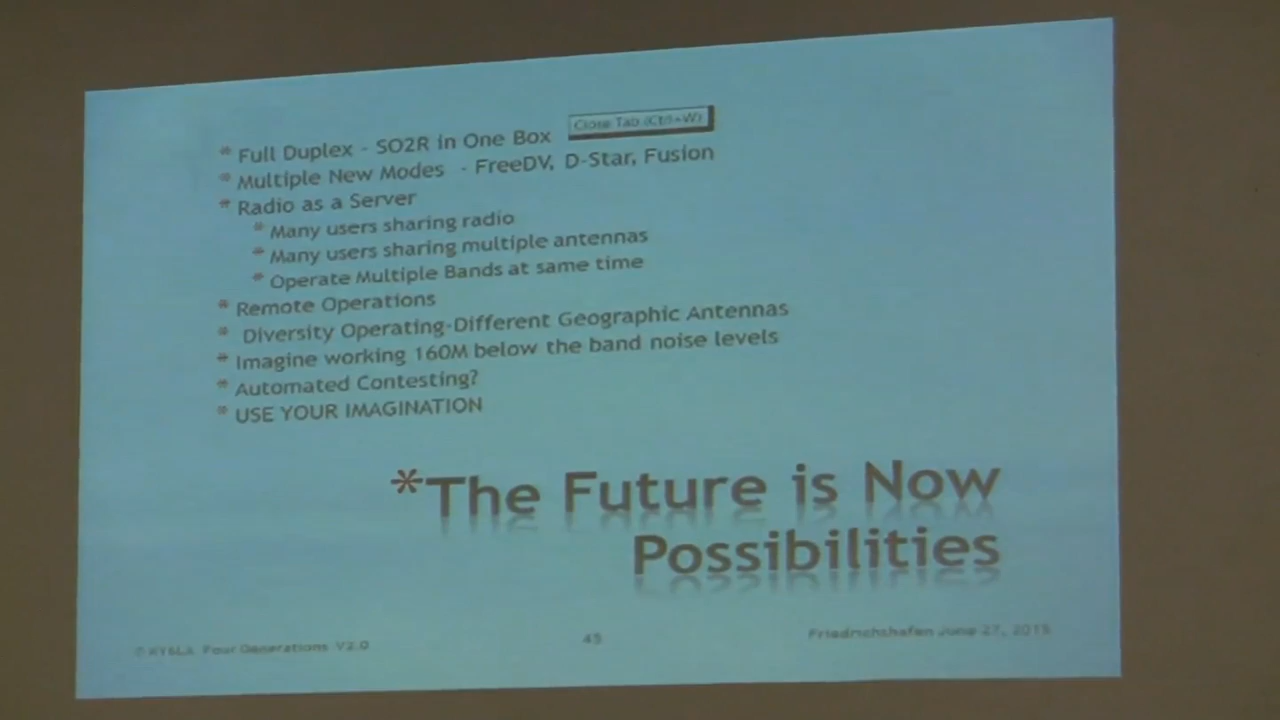 * Full Duplex - SO2R in One Box
Close Tab (Ctrl+W)
* Multiple New Modes - FreeDV, D-Star, Fusion
* Radio as a Server
* Many users sharing radio
* Many users sharing multiple antennas
* Operate Multiple Bands at same time
* Remote Operations
* Diversity Operating-Different Geographic Antennas
* Imagine working 160M below the band noise levels
* Automated Contesting?
* USE YOUR IMAGINATION
*The Future is Now
Possibilities
© KY6LA Four Generations V2.0
45
Friedrichshafen June 27, 2015